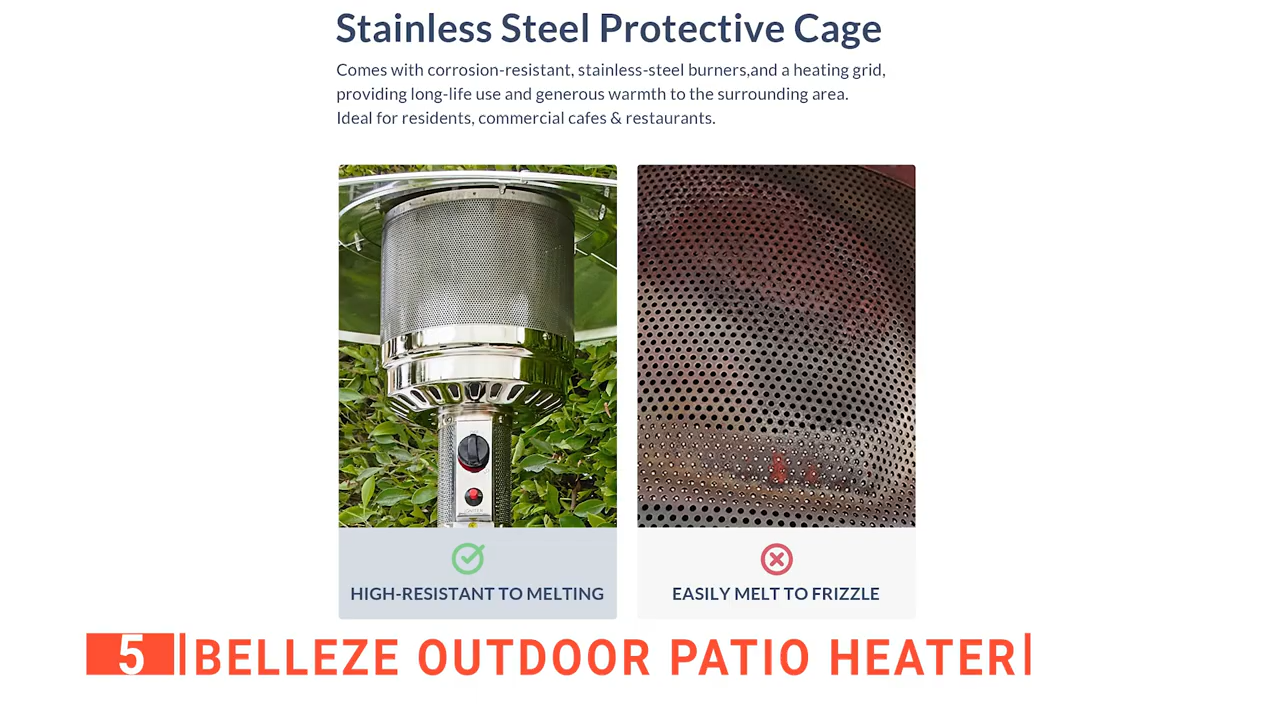 Stainless Steel Protective Cage
Comes with corrosion-resistant, stainless-steel burners,and a heating grid,
providing long-life use and generous warmth to the surrounding area.
Ideal for residents, commercial cafes & restaurants.
HIGH-RESISTANT TO MELTING
EASILY MELT TO FRIZZLE
5 BELLEZE OUTDOOR PATIO HEATER